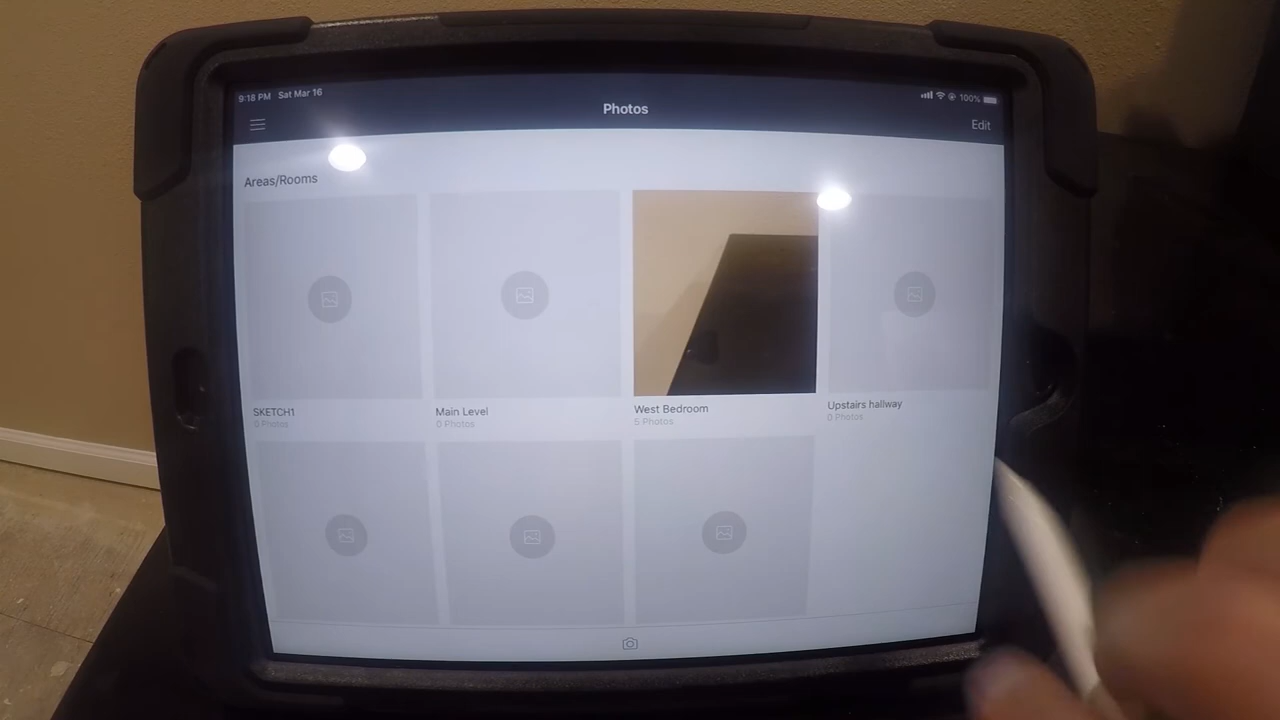 9:18 PM Sat Mar 16
100%
Photos
Edit
Areas/Rooms
SKETCH1
0 Photos
Main Level
0 Photos
West Bedroom
5 Photos
Upstairs hallway
0 Photos